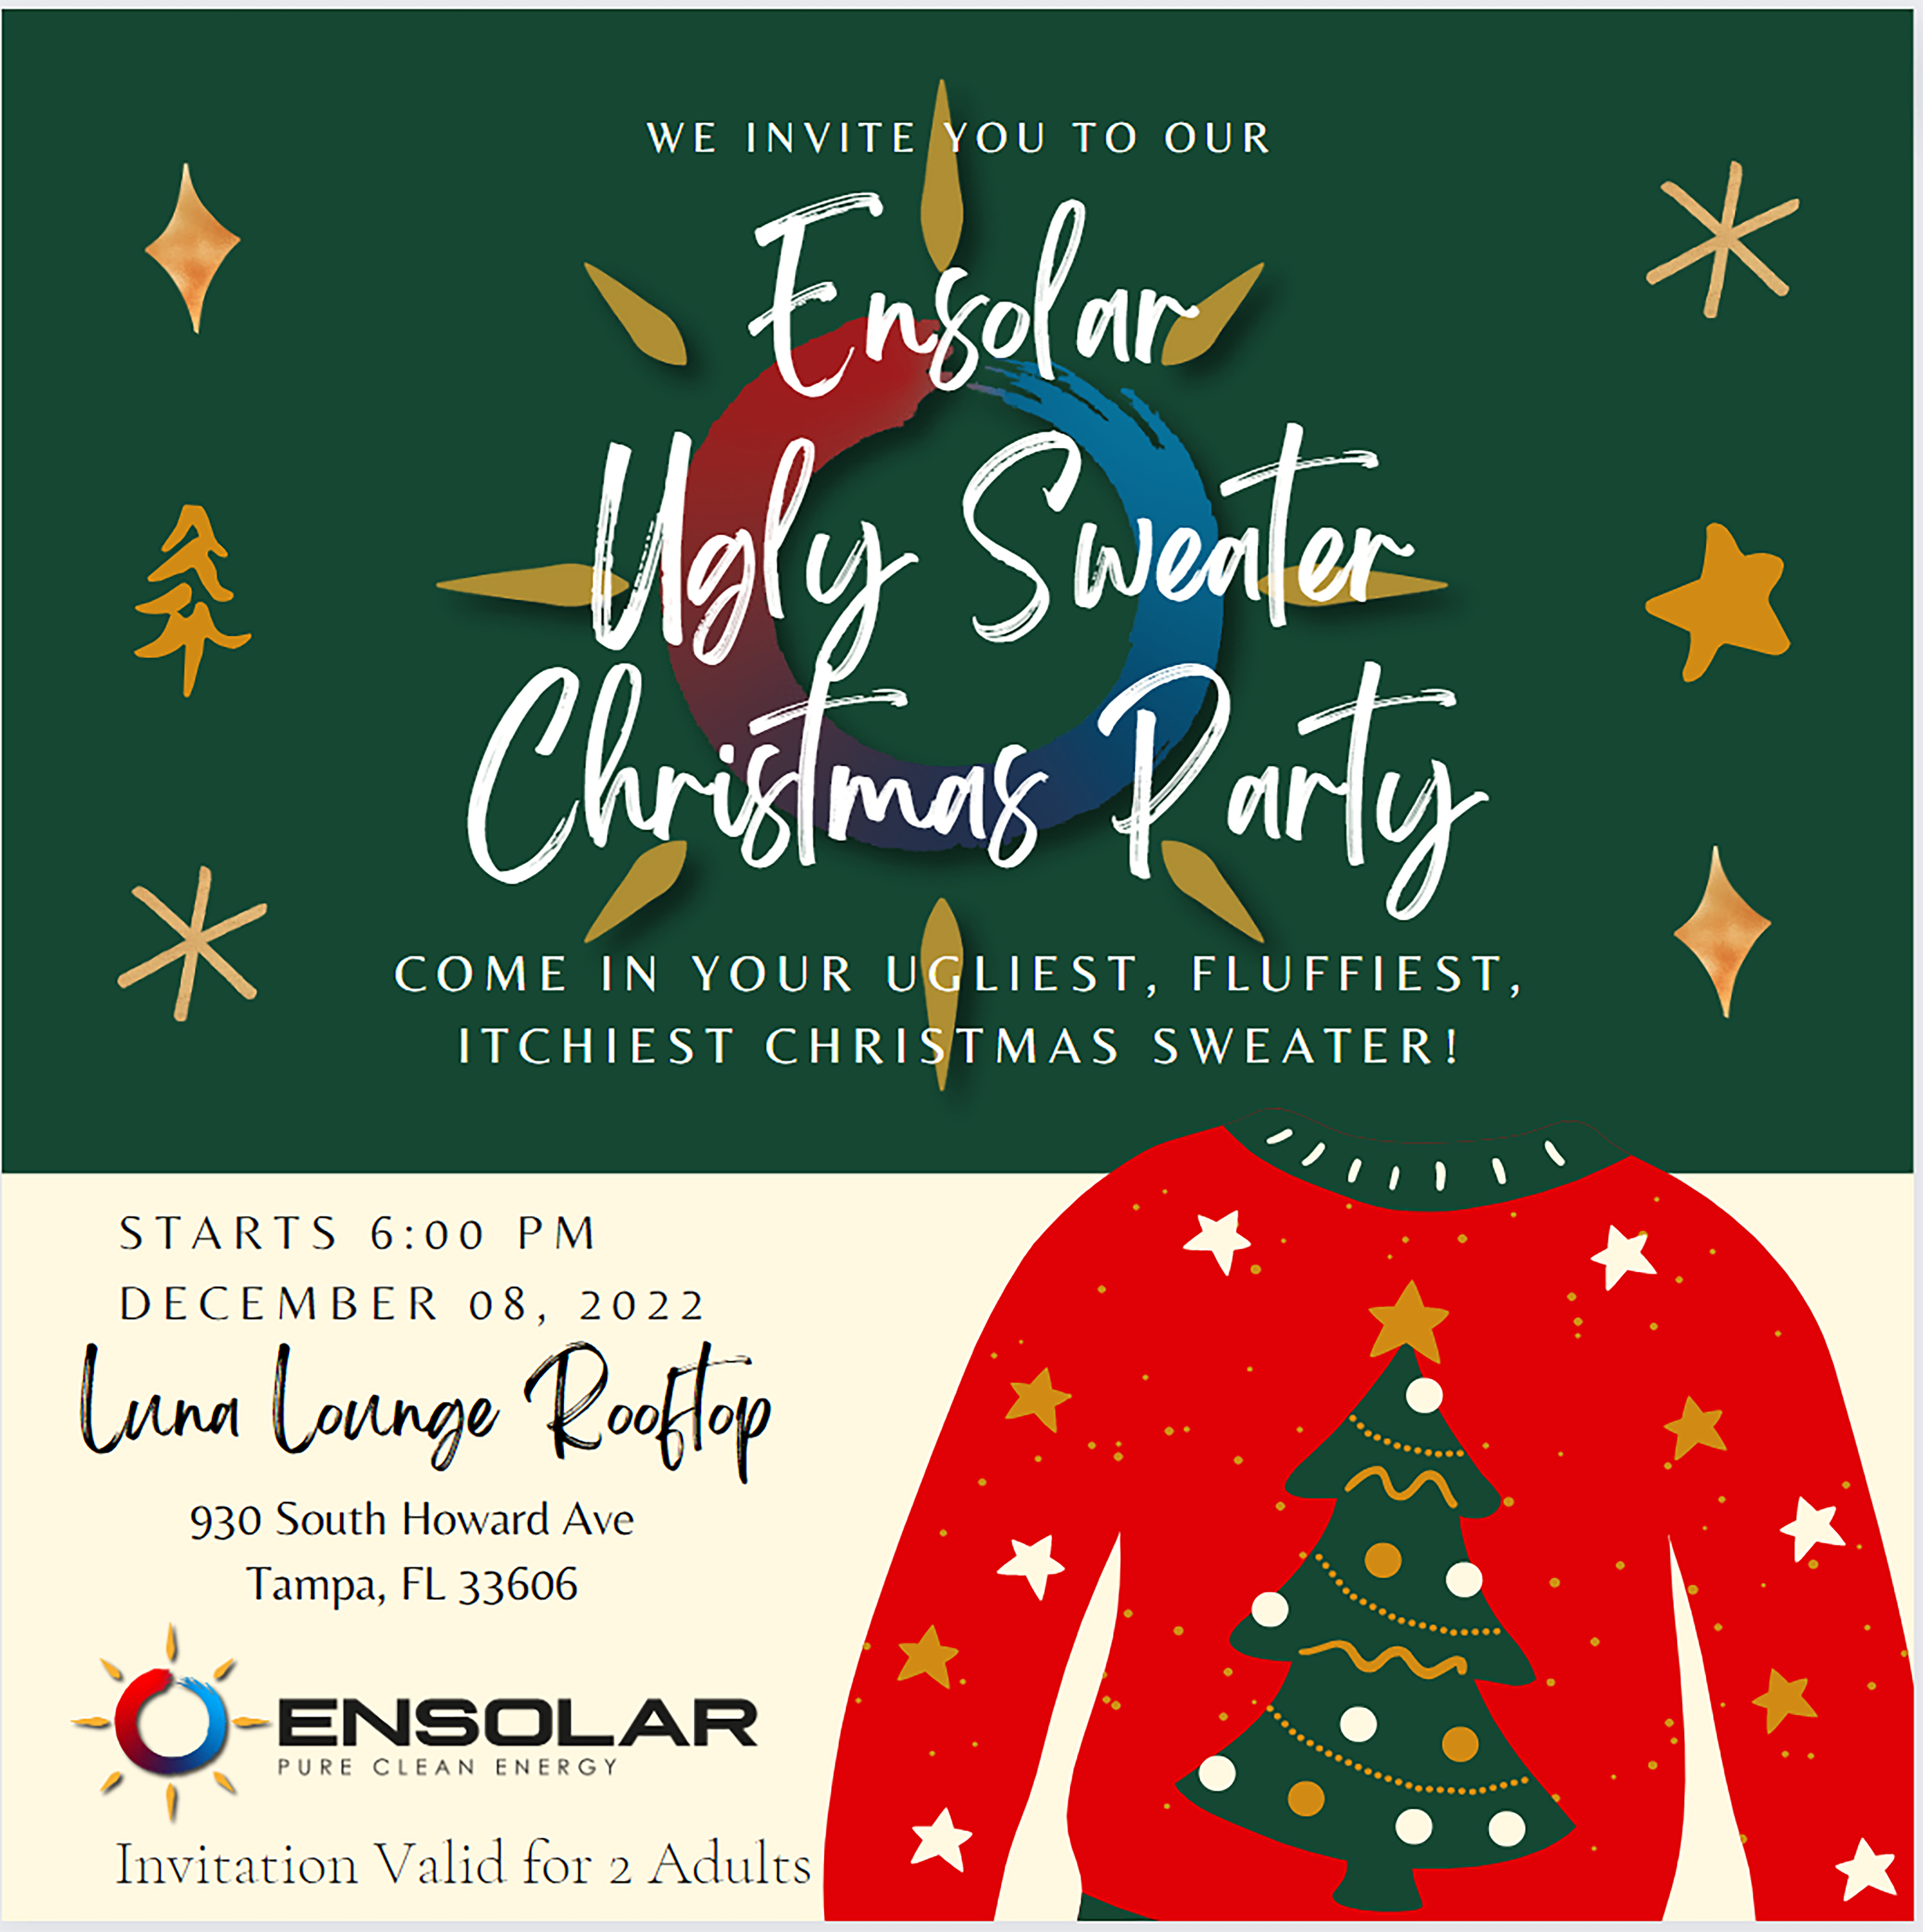 WE INVITE YOU TO OUR
Ensolar
Ugly Sweater
Christmas Party
COME IN YOUR UGLIEST, FLUFFIEST,
ITCHIEST CHRISTMAS SWEATER!
STARTS 6:00 PM
DECEMBER 08, 2022
Luna Lounge Rooftop
930 South Howard Ave
Tampa, FL 33606
ENSOLAR
PURE CLEAN ENERGY
Invitation Valid for 2 Adults